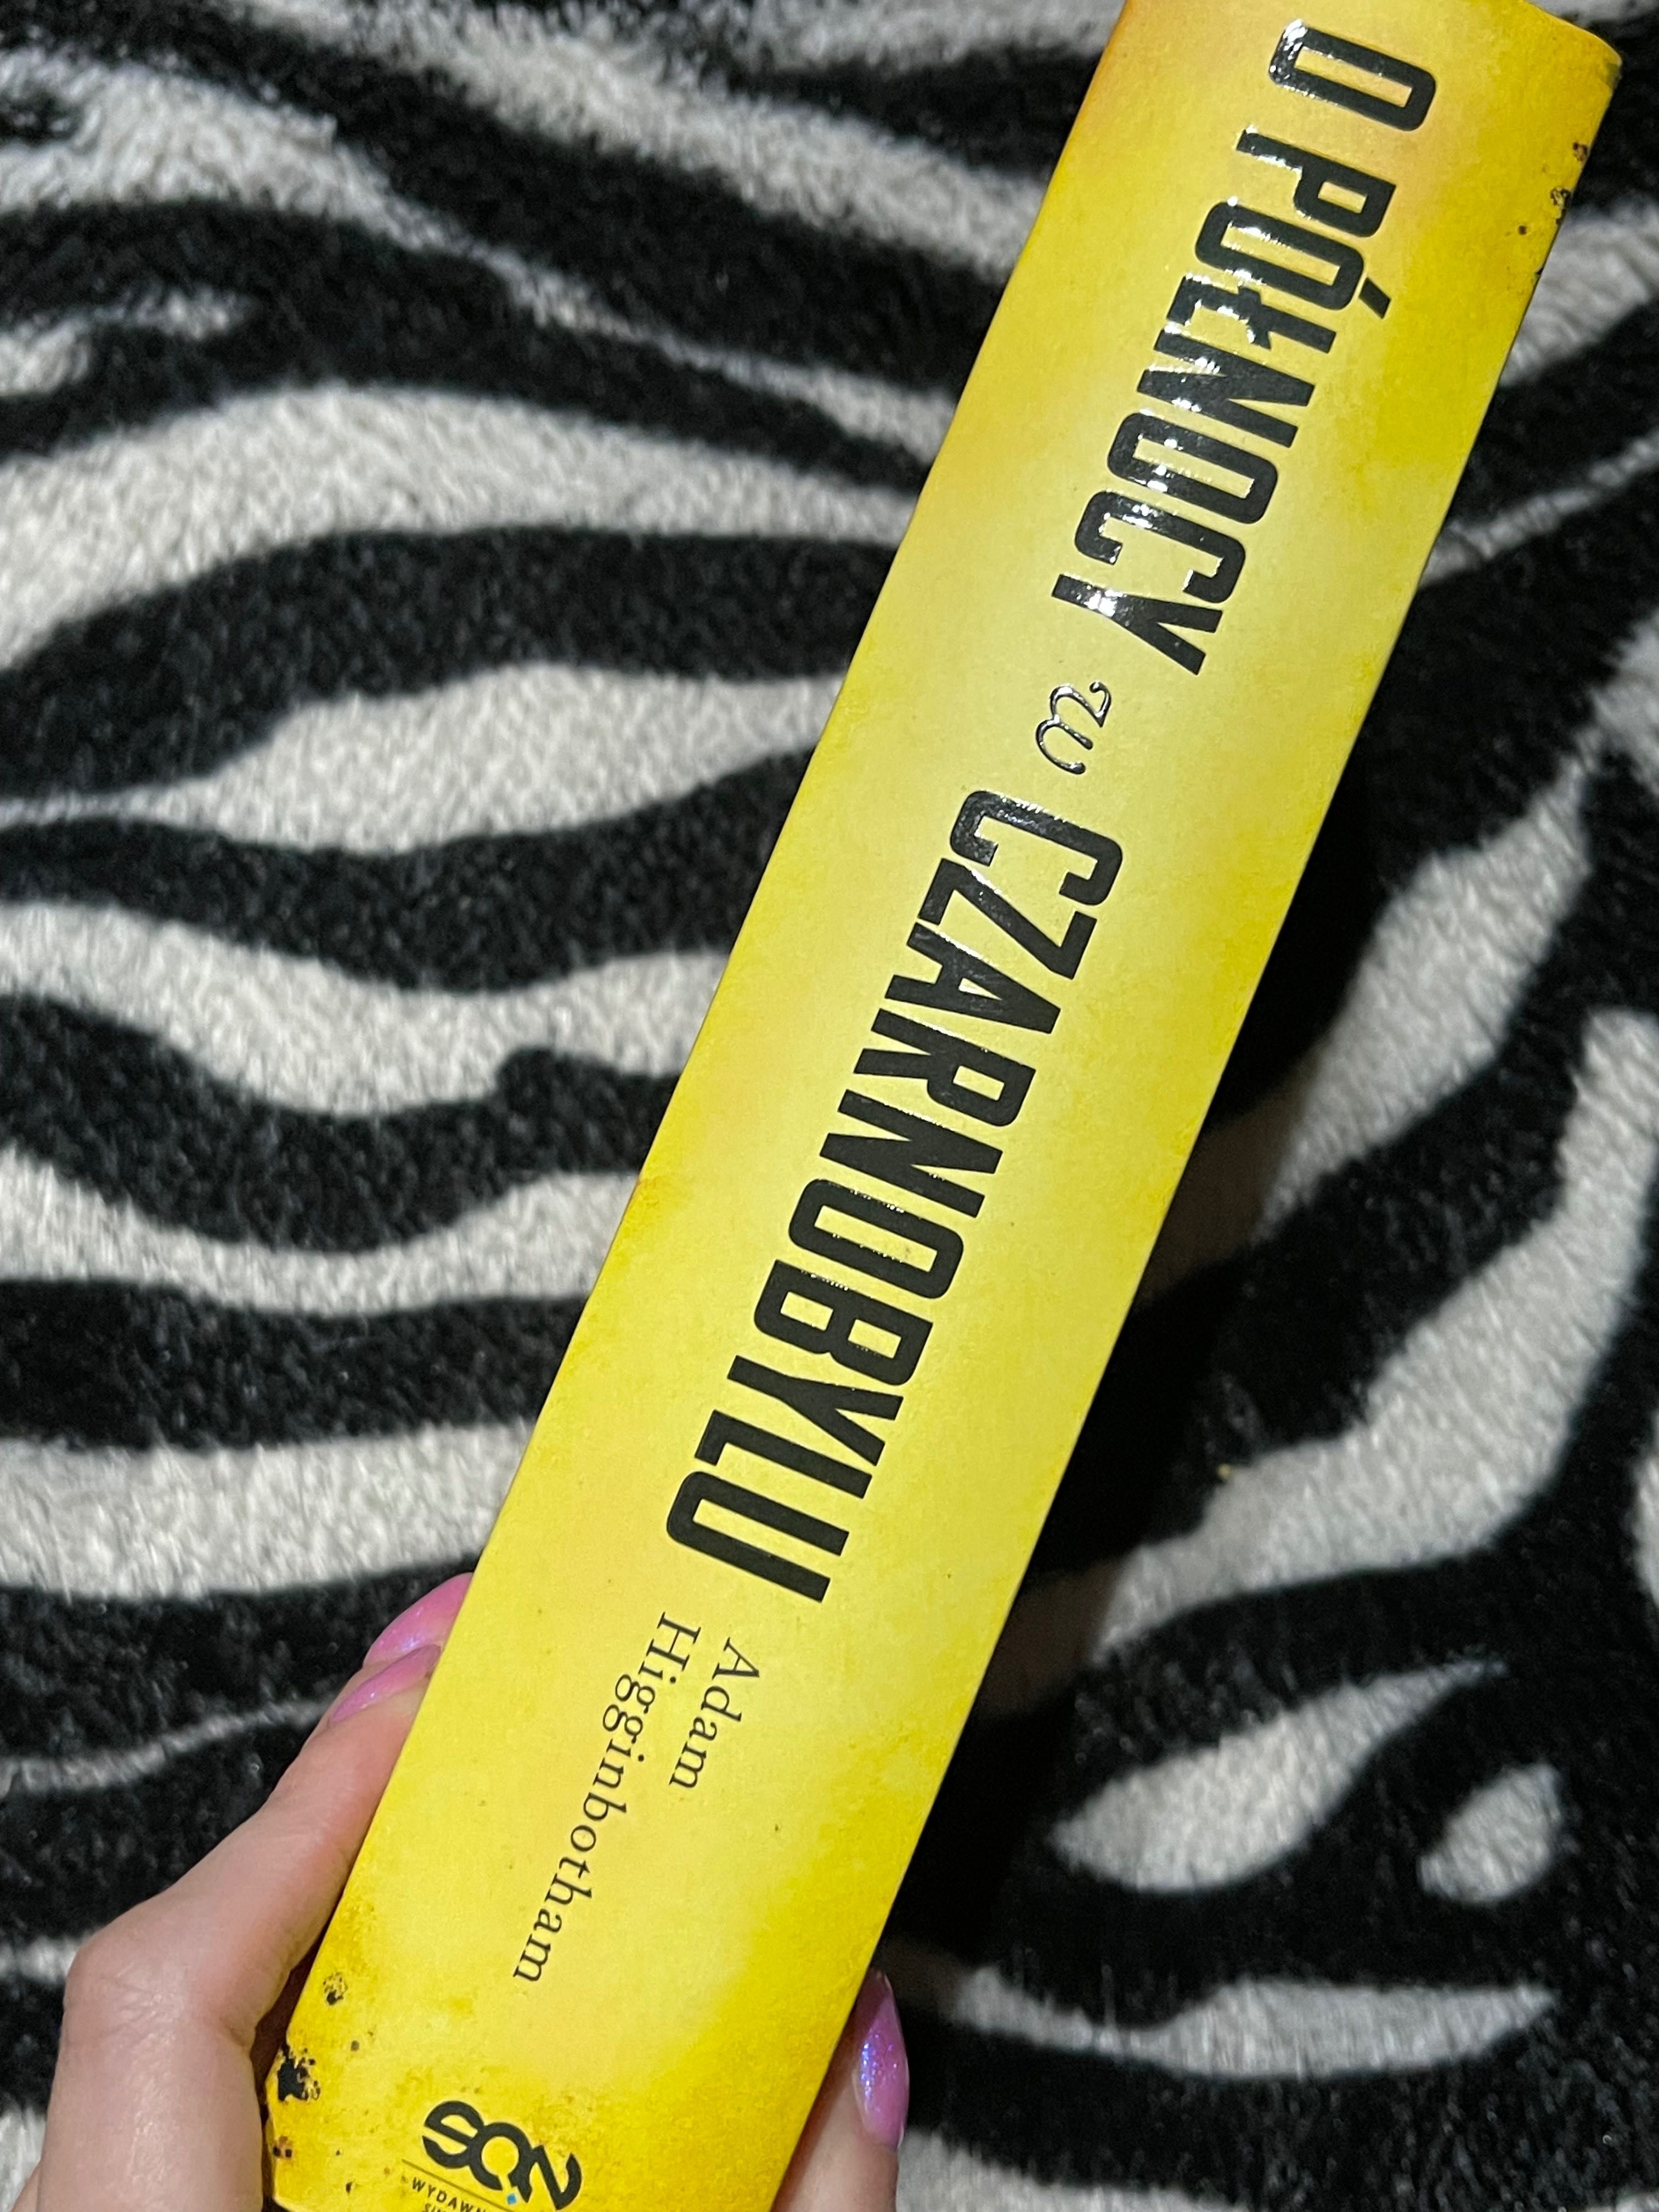 O PÓŁNOCY w CZARNOBYLU
Adam
Higginbotham
SQN